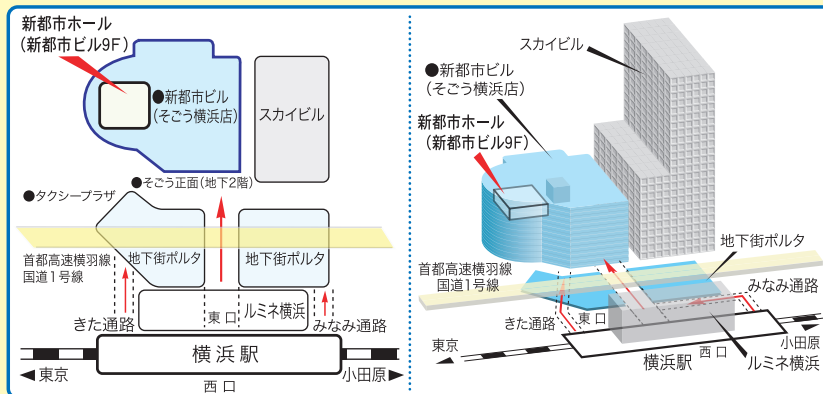 新都市ホール
(新都市ビル9F)
●新都市ビル
(そごう横浜店)
スカイビル
●そごう正面(地下2階)
●タクシープラザ
地下街ポルタ
地下街ポルタ
首都高速横羽線
国道1号線
きた通路
東口
ルミネ横浜
みなみ通路
横浜駅
◀東京
小田原▶
西口
スカイビル
●新都市ビル
(そごう横浜店)
新都市ホール
(新都市ビル9F)
地下街ポルタ
首都高速横羽線
国道1号線
みなみ通路
きた通路
東口
東京
小田原
横浜駅
西口
ルミネ横浜